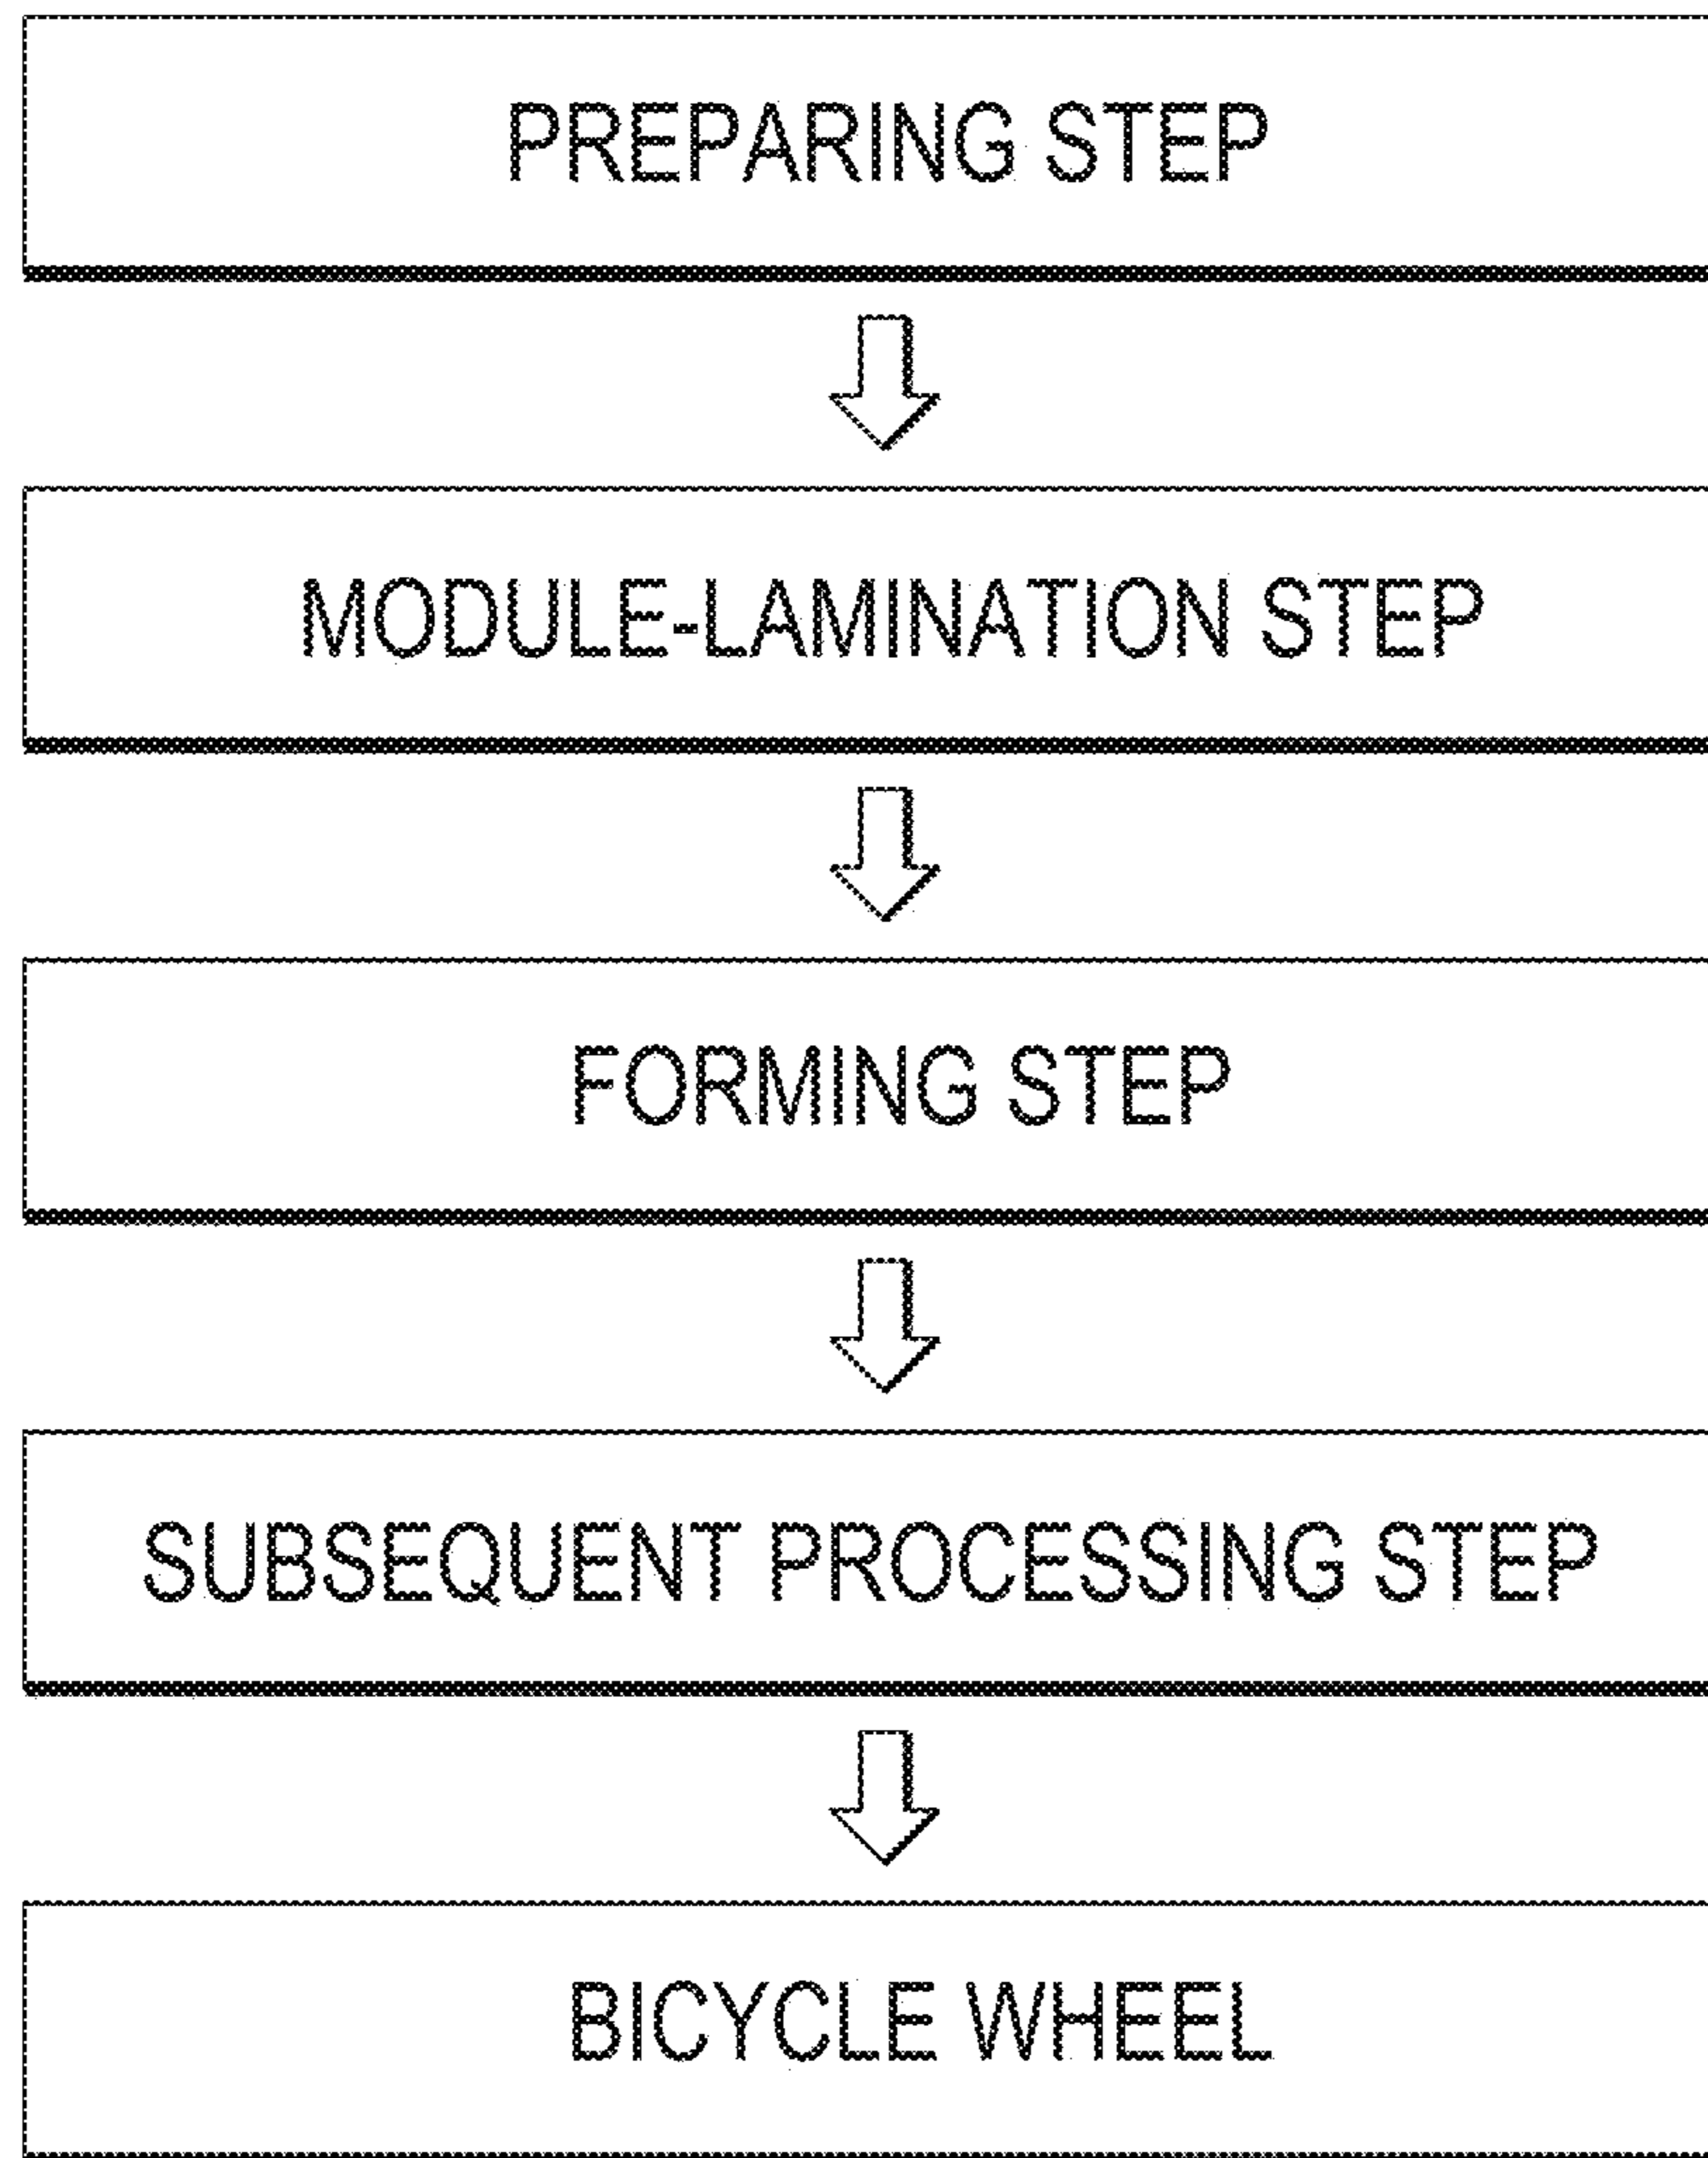 PREPARING STEP
MODULE-LAMINATION STEP
FORMING STEP
SUBSEQUENT PROCESSING STEP
BICYCLE WHEEL